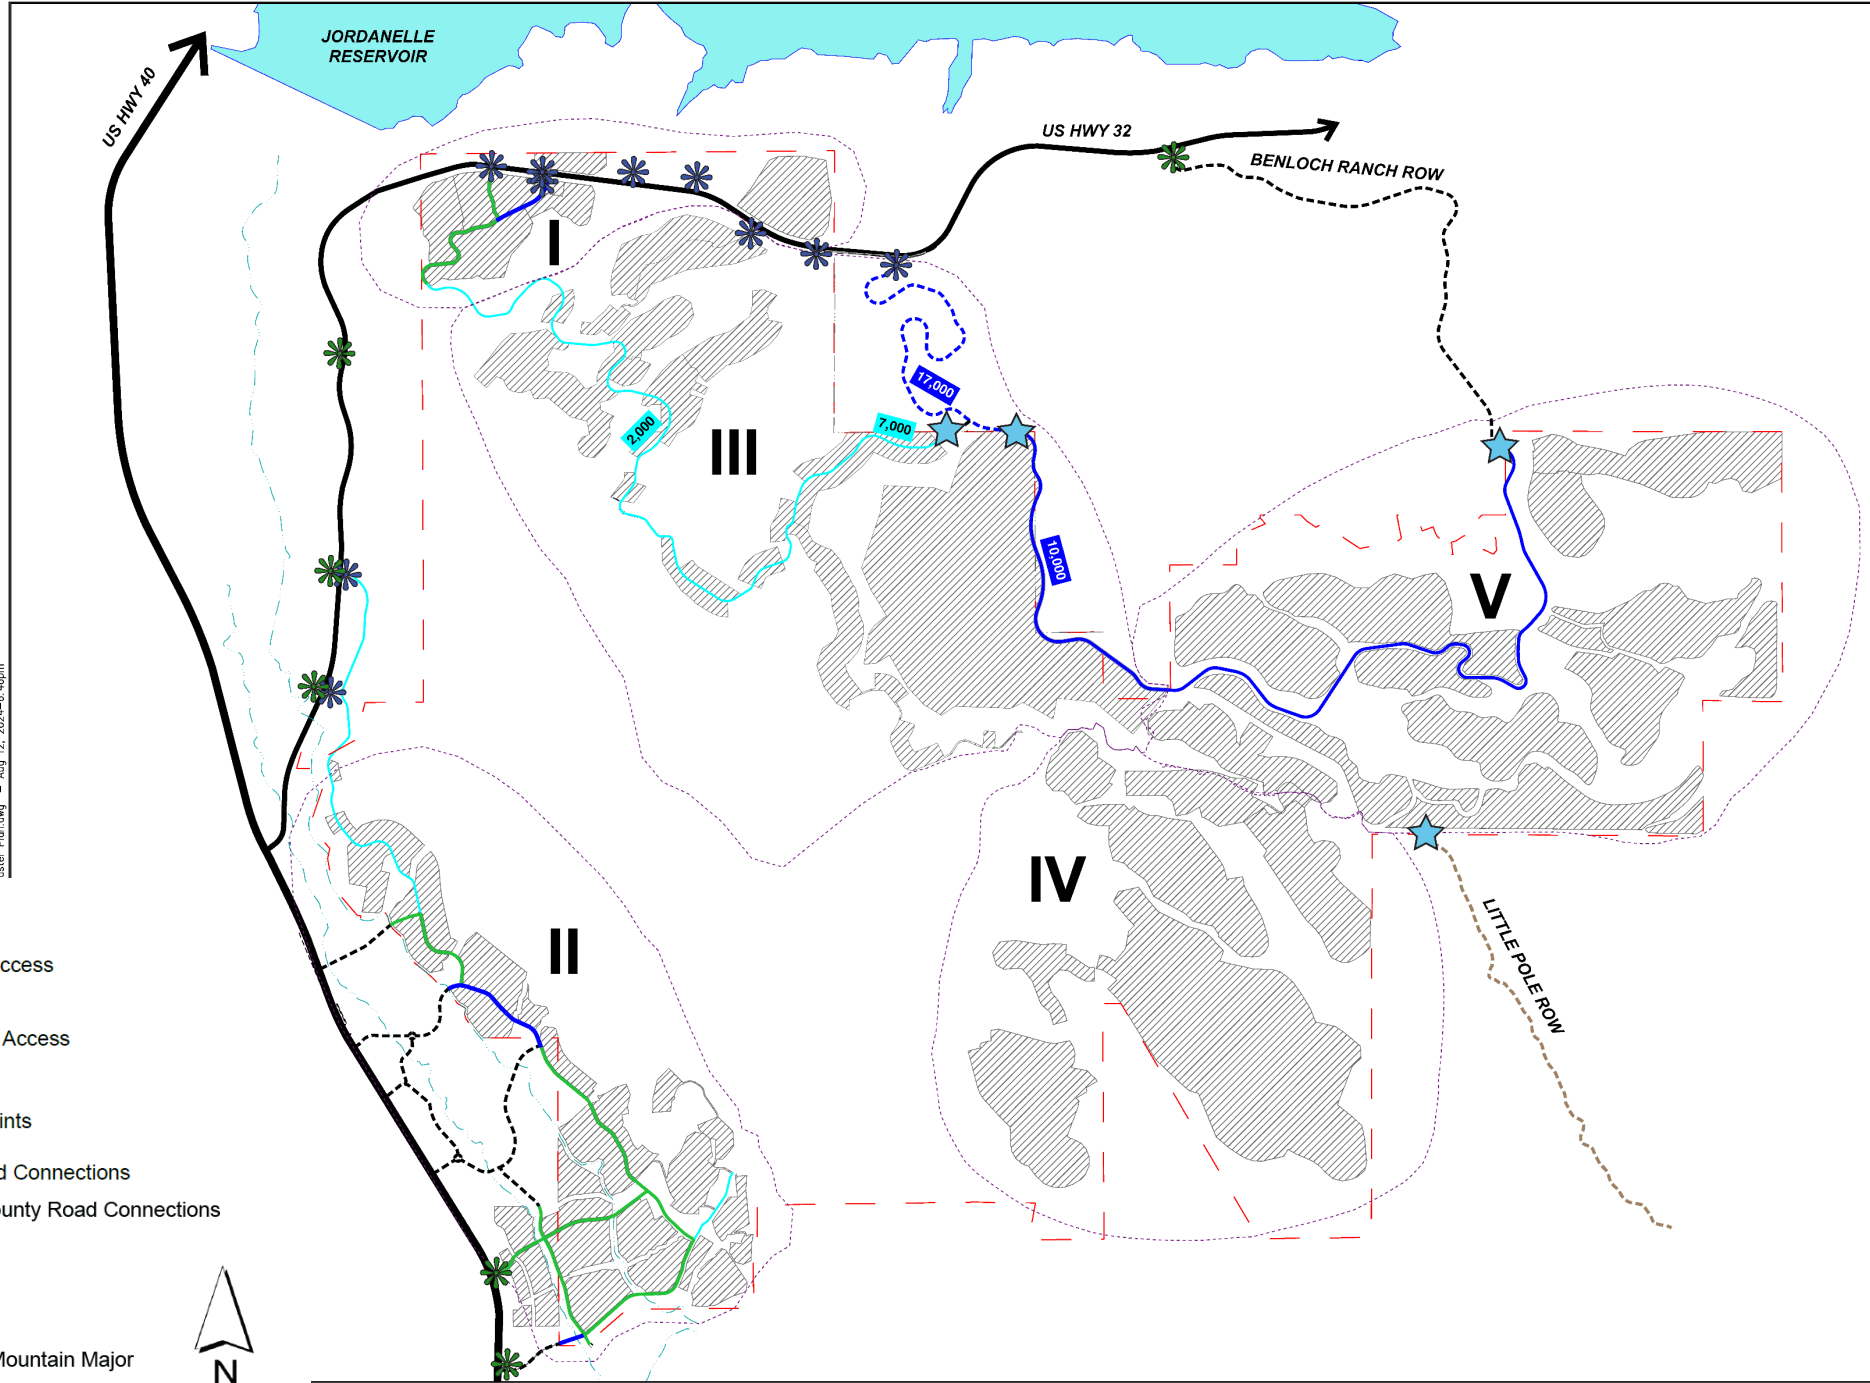 JORDANELLE
RESERVOIR
US HWY 40
US HWY 32
BENLOCH RANCH ROW
I
17,000
2,000
7,000
III
10,000
V
IV
II
LITTLE POLE ROW
ccess
Access
ints
d Connections
ounty Road Connections
Mountain Major
N